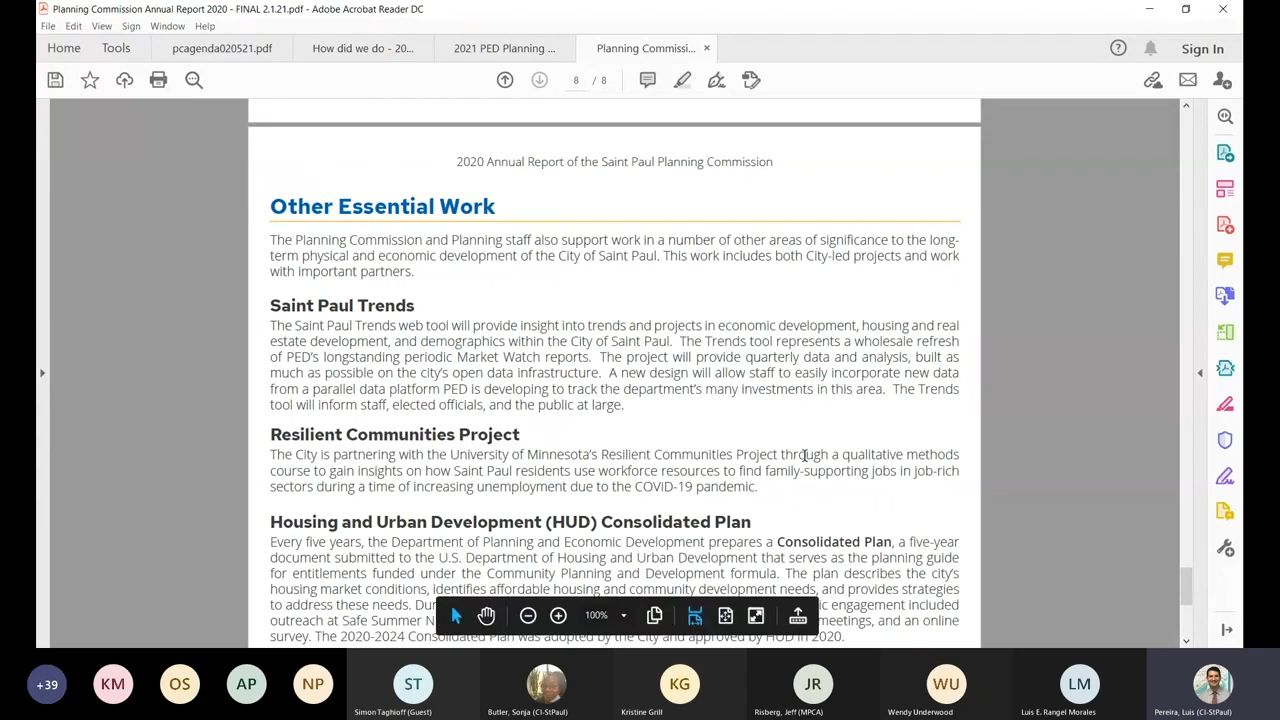 Planning Commission Annual Report 2020 - FINAL 2.1.21.pdf - Adobe Acrobat Reader DC
File Edit View Sign Window Help
Home Tools pcagenda020521.pdf How did we do - 20... 2021 PED Planning ... Planning Commissi... × Sign In
8 / 8
2020 Annual Report of the Saint Paul Planning Commission
Other Essential Work
The Planning Commission and Planning staff also support work in a number of other areas of significance to the long-
term physical and economic development of the City of Saint Paul. This work includes both City-led projects and work
with important partners.
Saint Paul Trends
The Saint Paul Trends web tool will provide insight into trends and projects in economic development, housing and real
estate development, and demographics within the City of Saint Paul. The Trends tool represents a wholesale refresh
of PED's longstanding periodic Market Watch reports. The project will provide quarterly data and analysis, built as
much as possible on the city's open data infrastructure. A new design will allow staff to easily incorporate new data
from a parallel data platform PED is developing to track the department's many investments in this area. The Trends
tool will inform staff, elected officials, and the public at large.
Resilient Communities Project
The City is partnering with the University of Minnesota's Resilient Communities Project through a qualitative methods
course to gain insights on how Saint Paul residents use workforce resources to find family-supporting jobs in job-rich
sectors during a time of increasing unemployment due to the COVID-19 pandemic.
Housing and Urban Development (HUD) Consolidated Plan
Every five years, the Department of Planning and Economic Development prepares a Consolidated Plan, a five-year
document submitted to the U.S. Department of Housing and Urban Development that serves as the planning guide
for entitlements funded under the Community Planning and Development formula. The plan describes the city's
housing market conditions, identifies affordable housing and community development needs, and provides strategies
to address these needs. engagement included
outreach at Safe Summer meetings, and an online
survey. The 2020-2024 Consolidated Plan was adopted by the City and approved by HUD in 2020.
100%
+39 KM OS AP NP ST KG JR WU LM
Simon Taghioff (Guest) Butler, Sonja (CI-StPaul) Kristine Grill Risberg, Jeff (MPCA) Wendy Underwood Luis E. Rangel Morales Pereira, Luis (CI-StPaul)